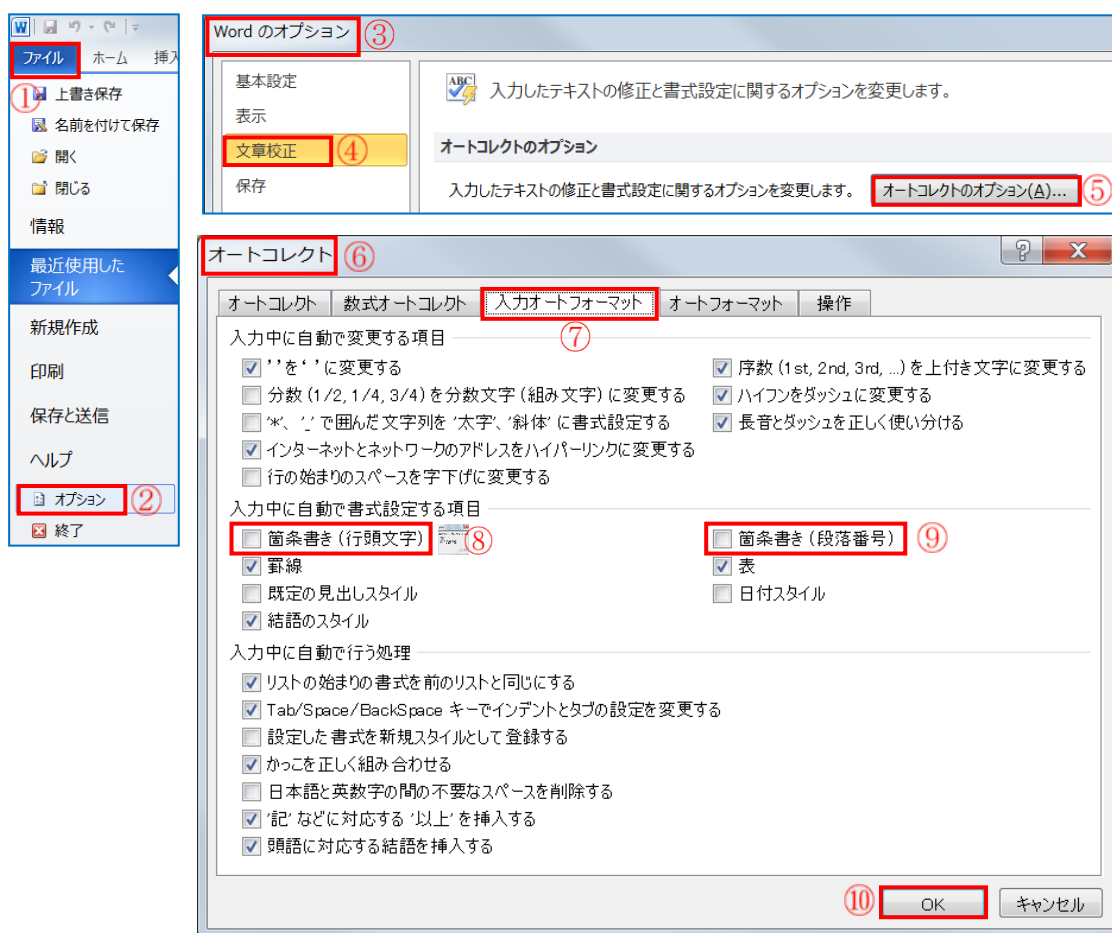 W
ファイル ホーム 挿入
①
上書き保存
名前を付けて保存
開く
閉じる
情報
最近使用した
ファイル
新規作成
印刷
保存と送信
ヘルプ
オプション ②
終了
Word のオプション ③
基本設定
表示
文章校正 ④
保存
ABC
入力したテキストの修正と書式設定に関するオプションを変更します。
オートコレクトのオプション
入力したテキストの修正と書式設定に関するオプションを変更します。 オートコレクトのオプション(A)... ⑤
オートコレクト ⑥
? X
オートコレクト 数式オートコレクト 入力オートフォーマット オートフォーマット 操作
⑦
入力中に自動で変更する項目
' 'を‘ ’に変更する 序数 (1st, 2nd, 3rd, ...) を上付き文字に変更する
分数 (1/2, 1/4, 3/4) を分数文字 (組み文字) に変更する ハイフンをダッシュに変更する
'*'、'_' で囲んだ文字列を '太字'、'斜体' に書式設定する 長音とダッシュを正しく使い分ける
インターネットとネットワークのアドレスをハイパーリンクに変更する
行の始まりのスペースを字下げに変更する
入力中に自動で書式設定する項目
箇条書き (行頭文字) ⑧ 箇条書き (段落番号) ⑨
罫線 表
既定の見出しスタイル 日付スタイル
結語のスタイル
入力中に自動で行う処理
リストの始まりの書式を前のリストと同じにする
Tab/Space/BackSpace キーでインデントとタブの設定を変更する
設定した書式を新規スタイルとして登録する
かっこを正しく組み合わせる
日本語と英数字の間の不要なスペースを削除する
'記' などに対応する '以上' を挿入する
頭語に対応する結語を挿入する
⑩ OK キャンセル